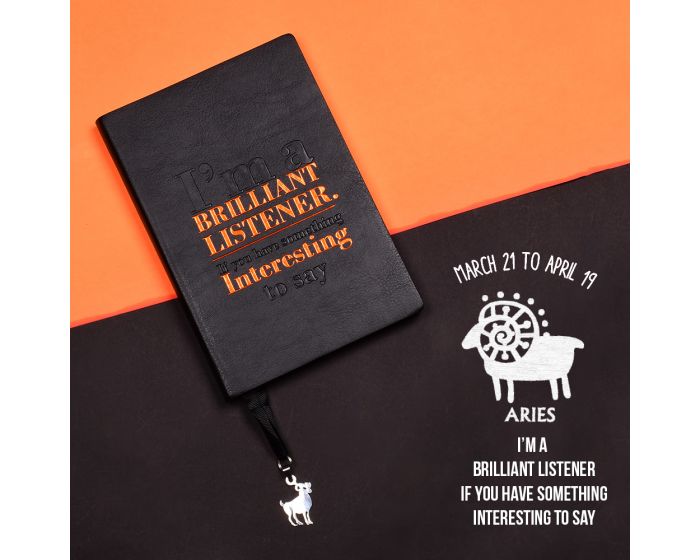 I'm a
BRILLIANT
LISTENER.
If you have something
Interesting
to say
MARCH 21 TO APRIL 19
ARIES
I'M A
BRILLIANT LISTENER
IF YOU HAVE SOMETHING
INTERESTING TO SAY